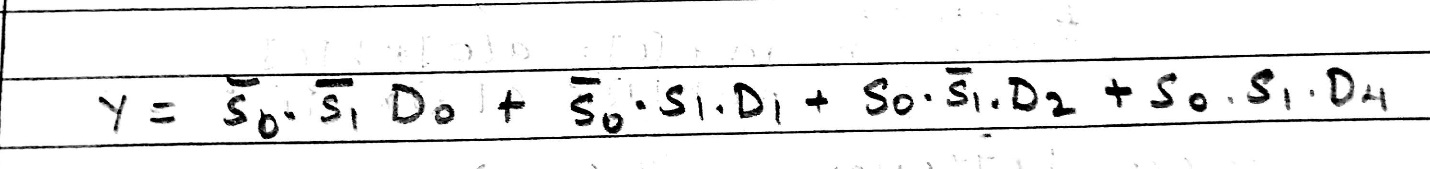 Y = S̅₀. S̅₁ D₀ + S̅₀ . S₁. D₁ + S₀. S̅₁. D₂ + S₀. S₁. D₄